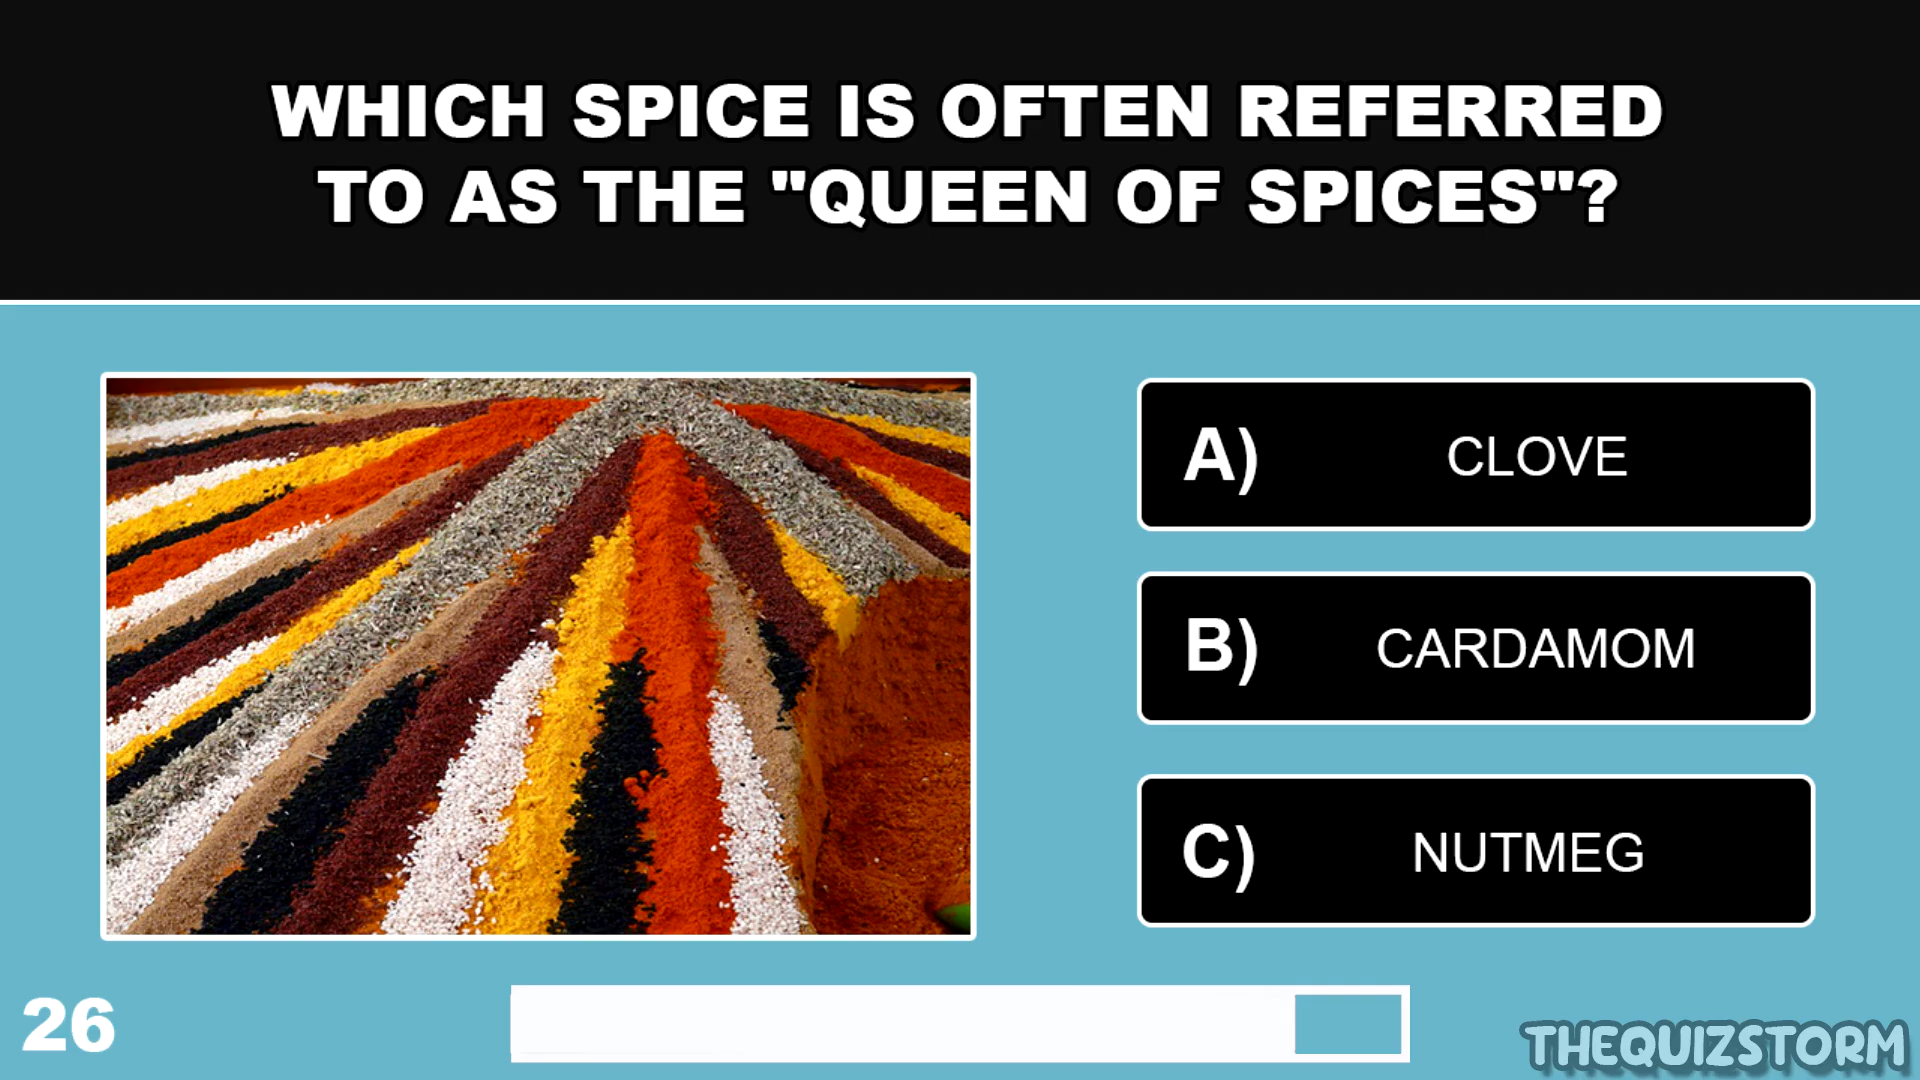 WHICH SPICE IS OFTEN REFERRED
TO AS THE "QUEEN OF SPICES"?
A) CLOVE
B) CARDAMOM
C) NUTMEG
26
THEQUIZSTORM